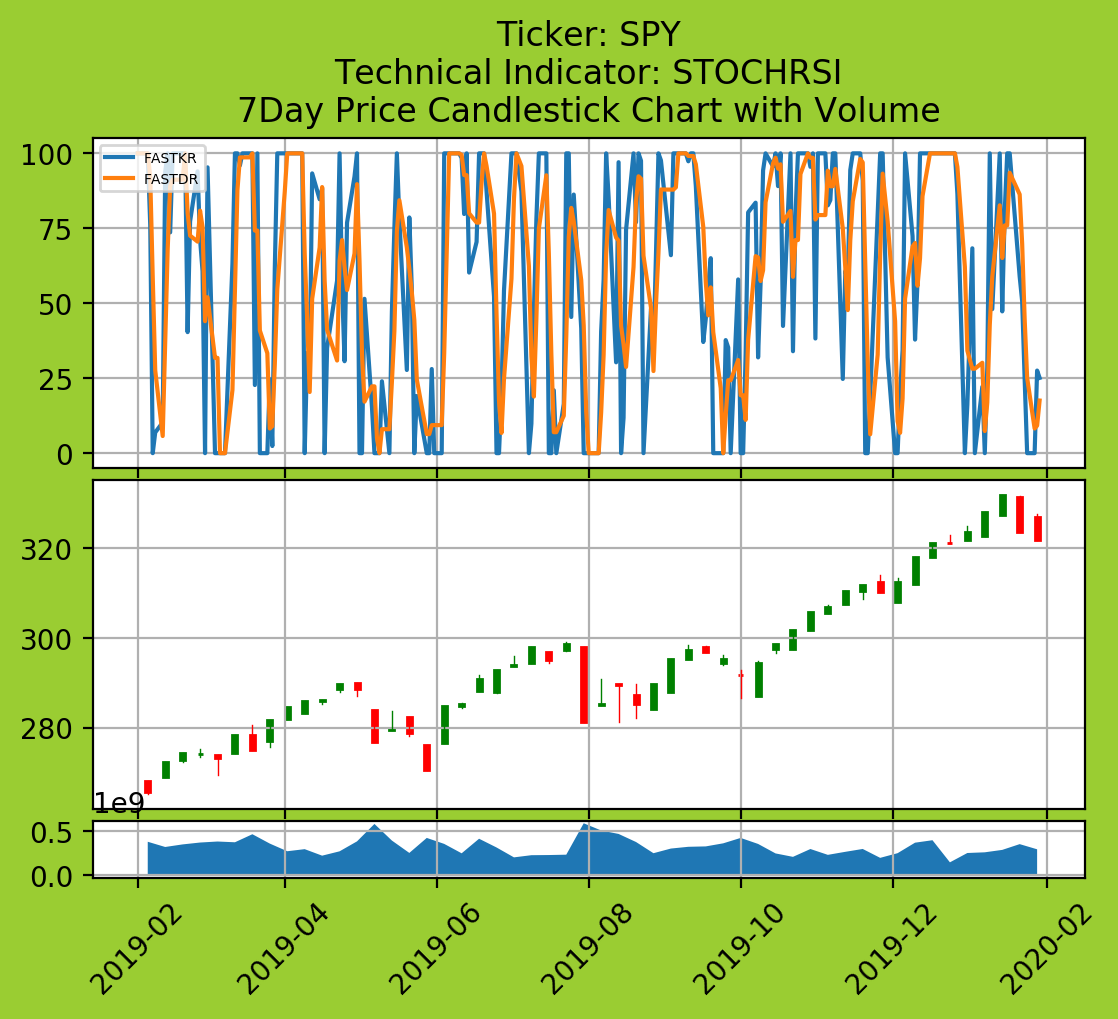 Ticker: SPY
Technical Indicator: STOCHRSI
7Day Price Candlestick Chart with Volume
100
75
50
25
0
FASTKR
FASTDR
320
300
280
1e9
0.5
0.0
2019-02
2019-04
2019-06
2019-08
2019-10
2019-12
2020-02